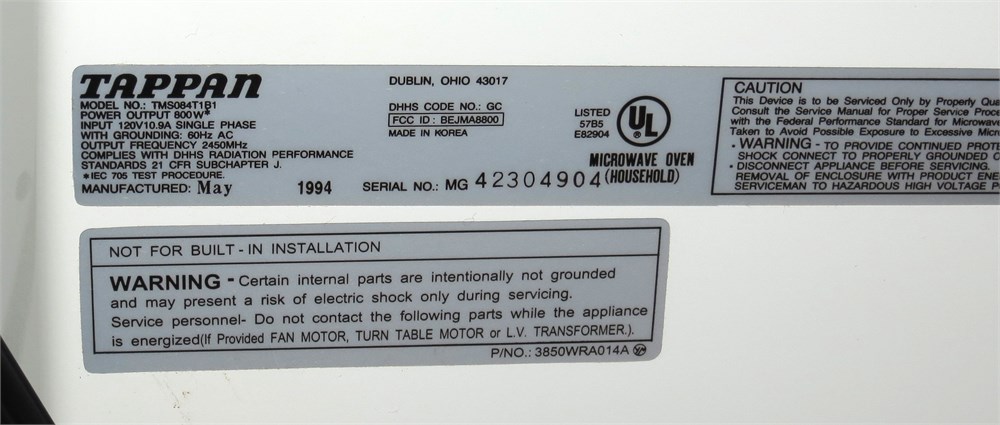 TAPPAN
MODEL NO.: TMS084T1B1
POWER OUTPUT 800W*
INPUT 120V10.9A SINGLE PHASE
WITH GROUNDING: 60Hz AC
OUTPUT FREQUENCY 2450MHz
COMPLIES WITH DHHS RADIATION PERFORMANCE
STANDARDS 21 CFR SUBCHAPTER J.
*IEC 705 TEST PROCEDURE.
MANUFACTURED: May 1994
DUBLIN, OHIO 43017
DHHS CODE NO.: GC
FCC ID : BEJMA8800
MADE IN KOREA
SERIAL NO.: MG 42304904
LISTED
57B5
E82904
UL
MICROWAVE OVEN
(HOUSEHOLD)
CAUTION
This Device is to be Serviced Only by Properly
Consult the Service Manual for Proper Service
with the Federal Performance Standard for
Taken to Avoid Possible Exposure to Excessive
• WARNING - TO PROVIDE CONTINUED
SHOCK CONNECT TO PROPERLY GROUNDED
• DISCONNECT APPLIANCE BEFORE SERVICING.
REMOVAL OF ENCLOSURE WITH PRODUCT
SERVICEMAN TO HAZARDOUS HIGH VOLTAGE
NOT FOR BUILT - IN INSTALLATION
WARNING - Certain internal parts are intentionally not grounded
and may present a risk of electric shock only during servicing.
Service personnel- Do not contact the following parts while the appliance
is energized(If Provided FAN MOTOR, TURN TABLE MOTOR or L.V. TRANSFORMER.).
P/NO.: 3850WRA014A